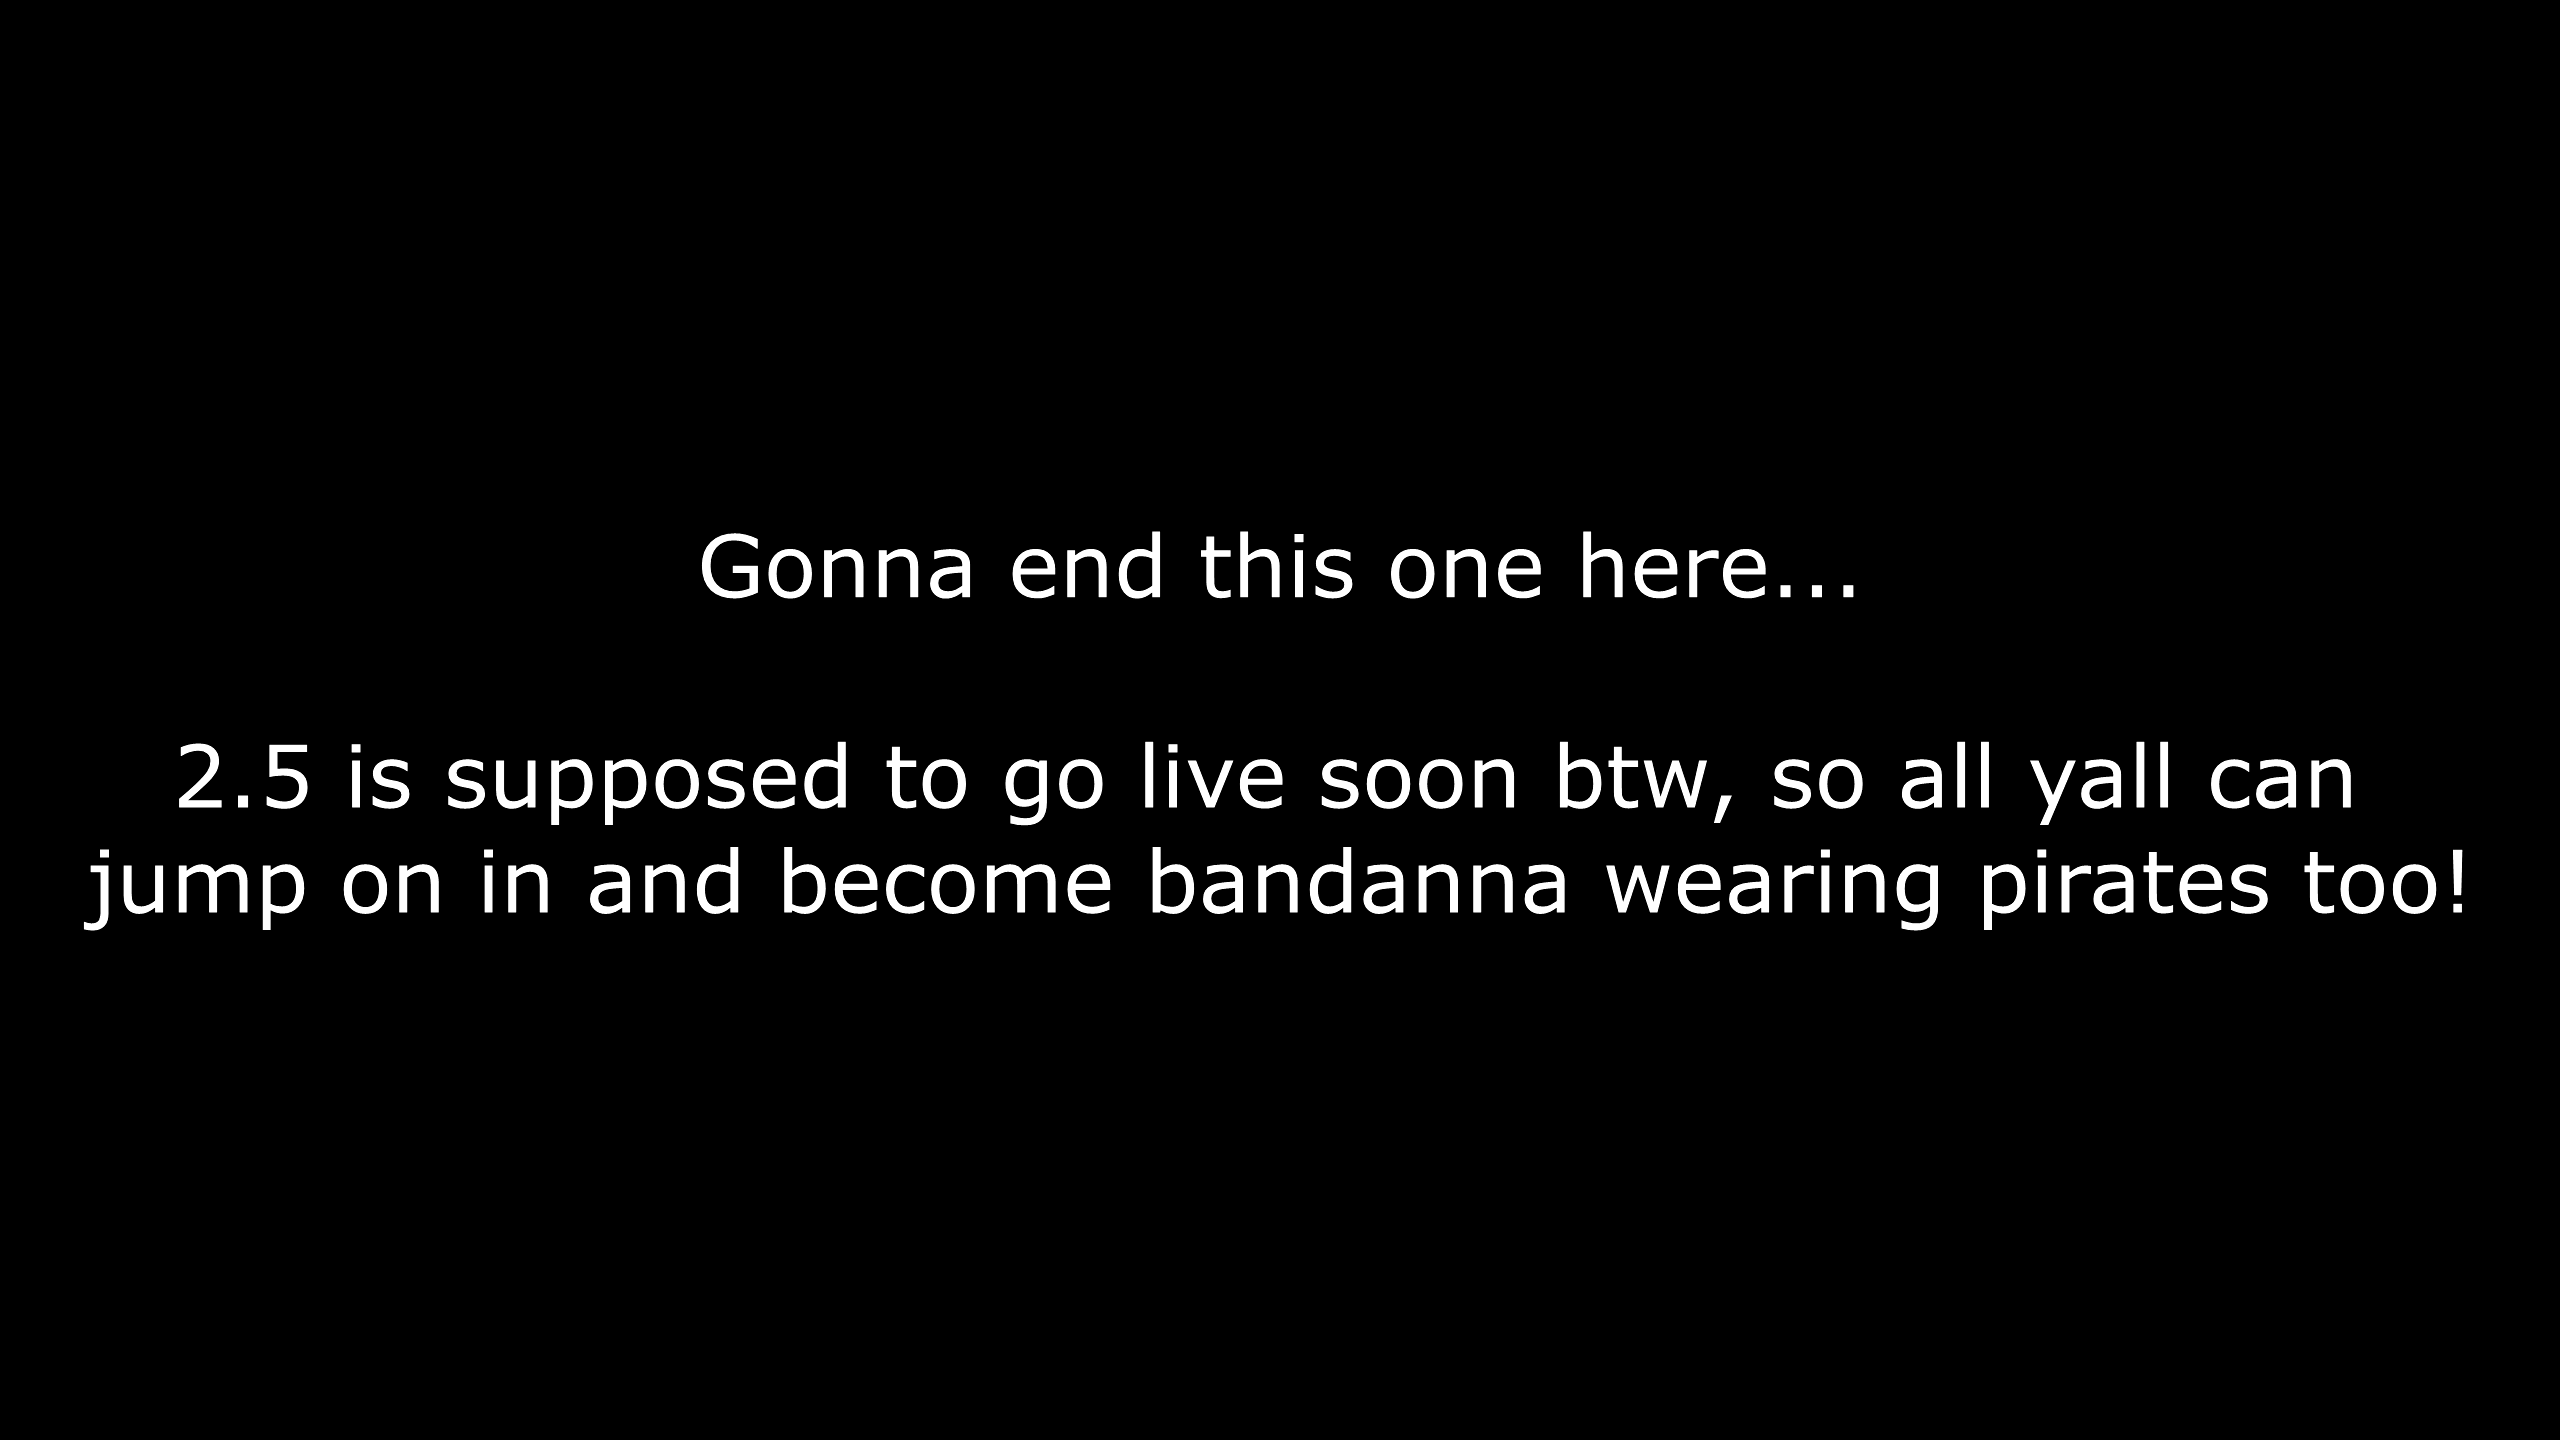 Gonna end this one here...
2.5 is supposed to go live soon btw, so all yall can
jump on in and become bandanna wearing pirates too!